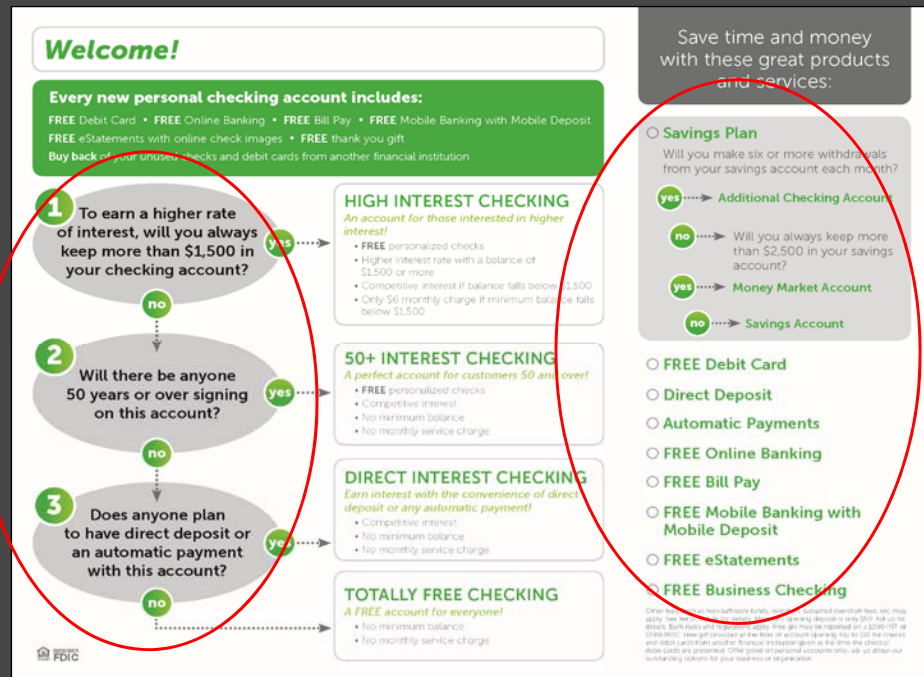 Welcome!
Every new personal checking account includes:
FREE Debit Card • FREE Online Banking • FREE Bill Pay • FREE Mobile Banking with Mobile Deposit
FREE eStatements with online check images • FREE thank you gift
Buy back of your unused checks and debit cards from another financial institution
1
To earn a higher rate
of interest, will you always
keep more than $1,500 in
your checking account?
yes
HIGH INTEREST CHECKING
An account for those interested in higher
interest!
• FREE personalized checks
• Higher interest rate with a balance of
$1,500 or more
• Competitive interest if balance falls below $1,500
• Only $6 monthly charge if minimum balance falls
below $1,500
no
2
Will there be anyone
50 years or over signing
on this account?
yes
50+ INTEREST CHECKING
A perfect account for customers 50 and over!
• FREE personalized checks
• Competitive interest
• No minimum balance
• No monthly service charge
no
3
Does anyone plan
to have direct deposit or
an automatic payment
with this account?
yes
DIRECT INTEREST CHECKING
Earn interest with the convenience of direct
deposit or any automatic payment!
• Competitive interest
• No minimum balance
• No monthly service charge
no
TOTALLY FREE CHECKING
A FREE account for everyone!
• No minimum balance
• No monthly service charge
FDIC
Save time and money
with these great products
and services:
Savings Plan
Will you make six or more withdrawals
from your savings account each month?
yes Additional Checking Account
no Will you always keep more
than $2,500 in your savings
account?
yes Money Market Account
no Savings Account
FREE Debit Card
Direct Deposit
Automatic Payments
FREE Online Banking
FREE Bill Pay
FREE Mobile Banking with
Mobile Deposit
FREE eStatements
FREE Business Checking